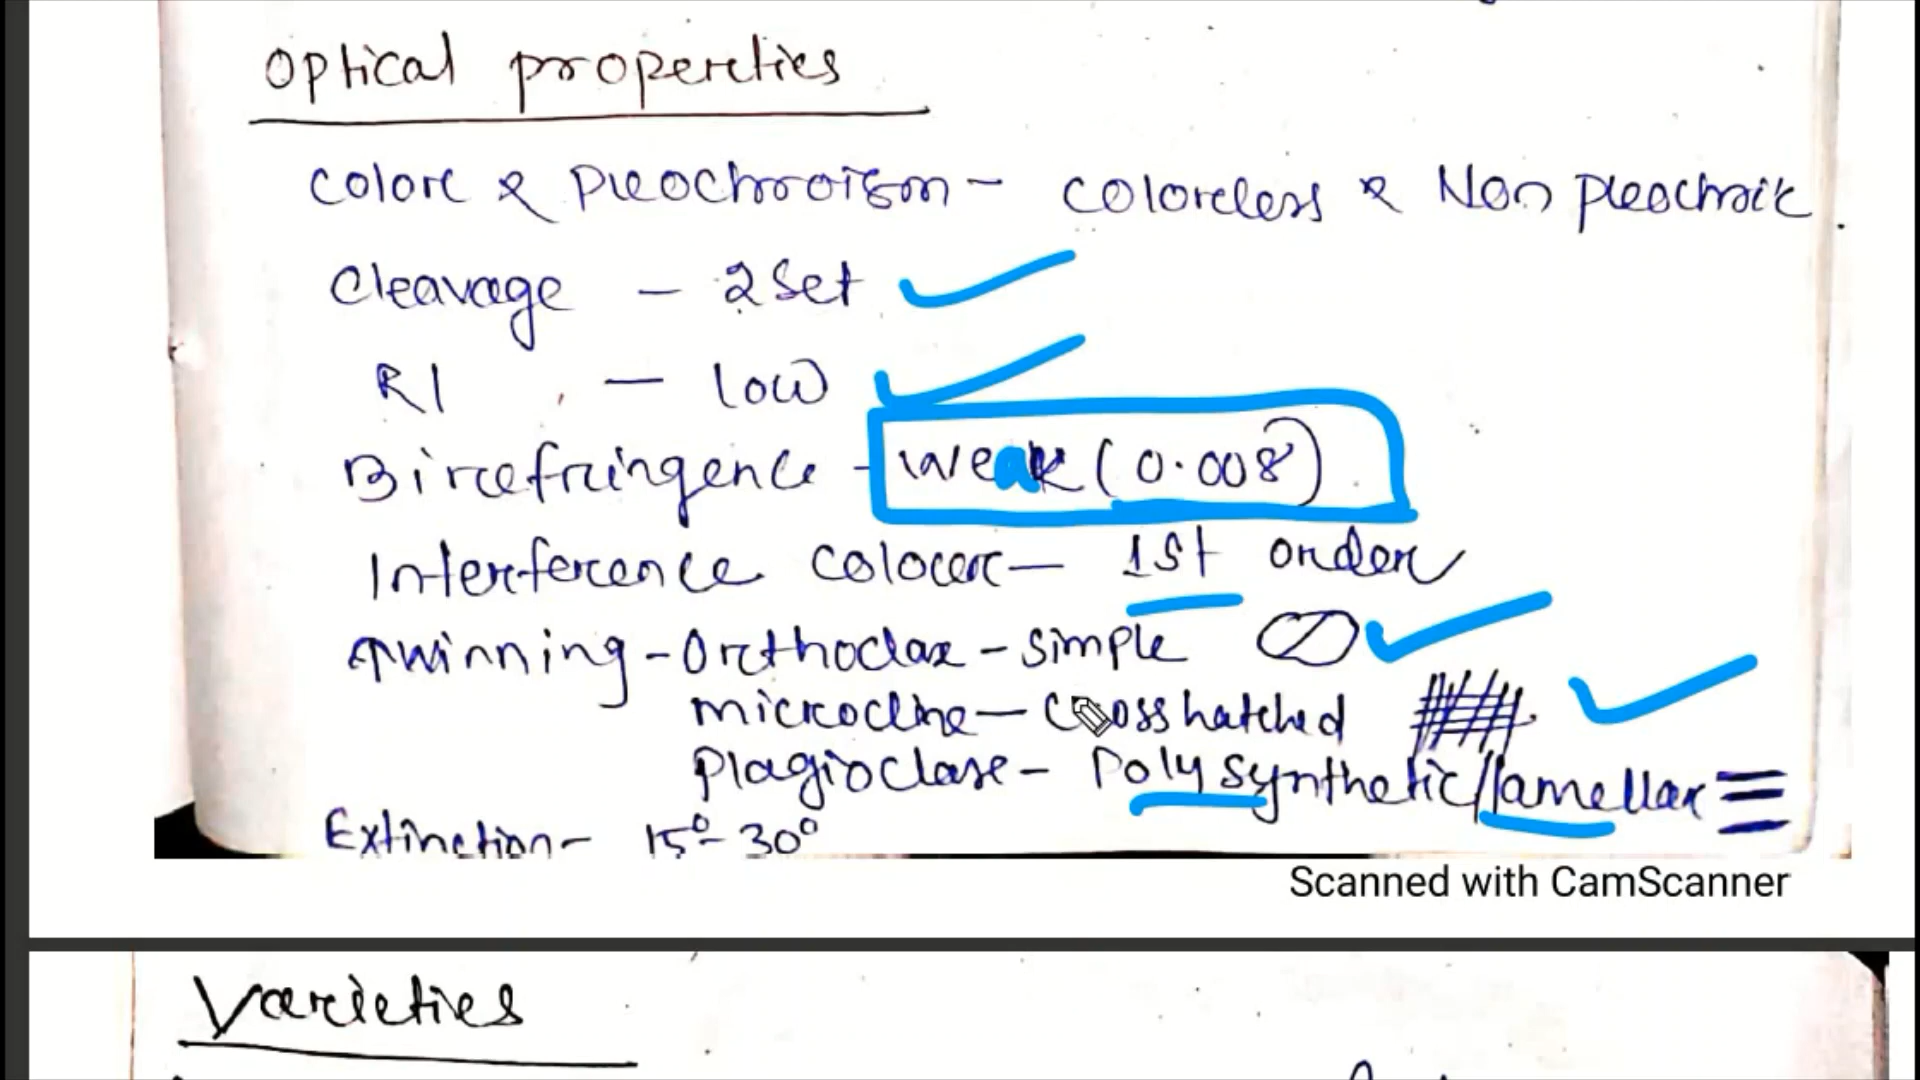 Optical properties
Colour & Pleochroism - Colorless & Non pleochroic
Cleavage - 2 Set
RI - low
Birefringence - weak (0.008)
Interference colour - 1st order
Twinning - Orthoclase - simple
microcline - Cross hatched
Plagioclase - Polysynthetic/lamellar
Extinction - 15° - 30°
Scanned with CamScanner
Varieties